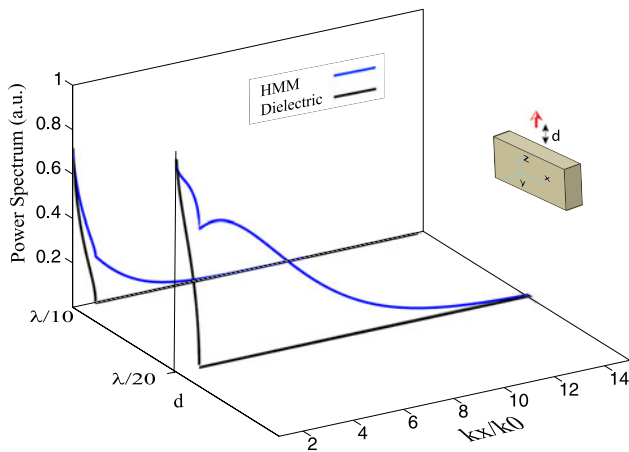 1
0.8
0.6
0.4
0.2
Power Spectrum (a.u.)
HMM
Dielectric
d
z
x
y
λ/10
λ/20
d
2
4
6
8
10
12
14
kx/k0